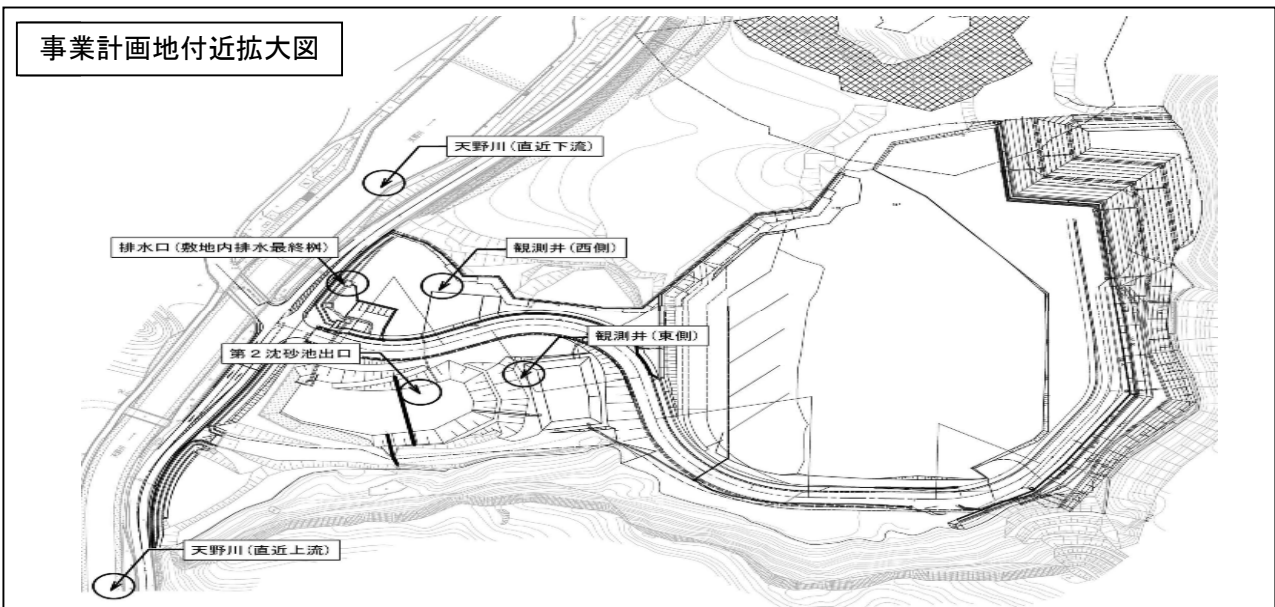 事業計画地付近拡大図
天野川(直近下流)
排水口(敷地内排水最終桝)
観測井(西側)
観測井(東側)
第2沈砂池出口
天野川(直近上流)